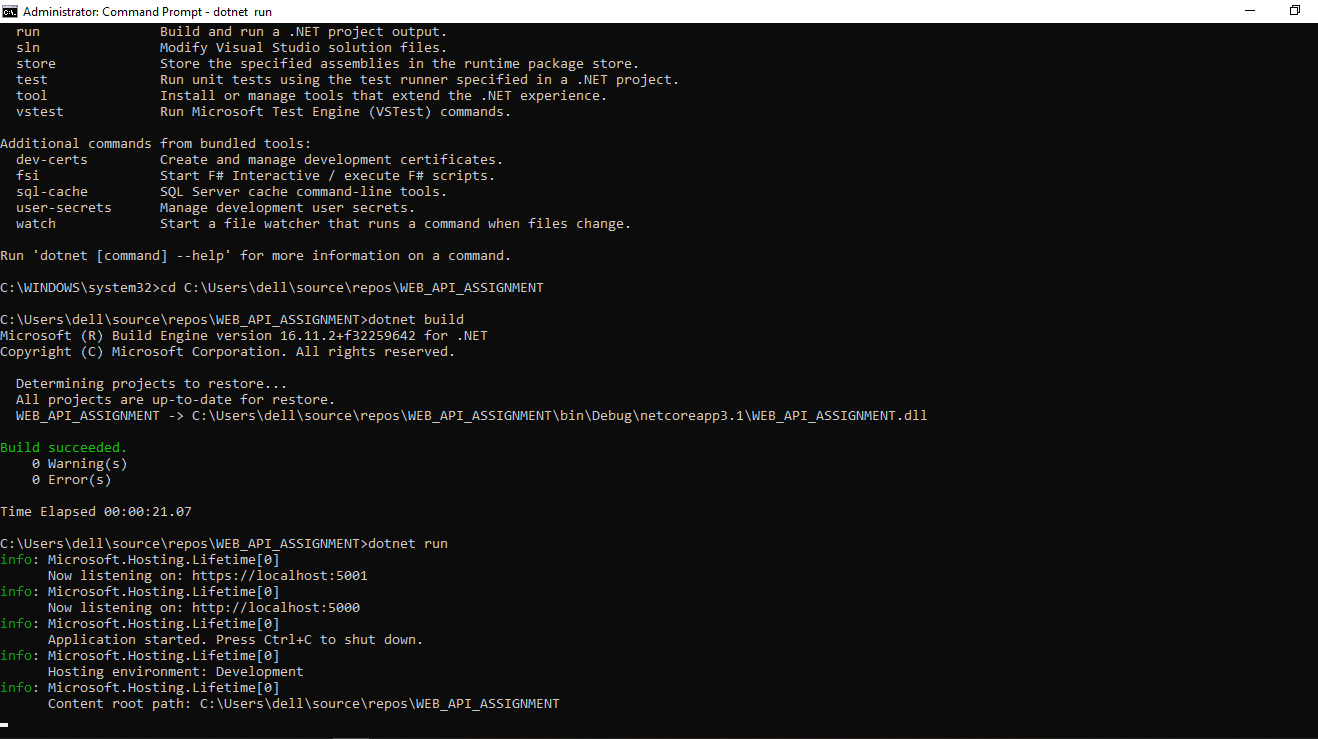 Administrator: Command Prompt - dotnet  run
run               Build and run a .NET project output.
sln               Modify Visual Studio solution files.
store             Store the specified assemblies in the runtime package store.
test              Run unit tests using the test runner specified in a .NET project.
tool              Install or manage tools that extend the .NET experience.
vstest            Run Microsoft Test Engine (VSTest) commands.
Additional commands from bundled tools:
dev-certs         Create and manage development certificates.
fsi               Start F# Interactive / execute F# scripts.
sql-cache         SQL Server cache command-line tools.
user-secrets      Manage development user secrets.
watch             Start a file watcher that runs a command when files change.
Run 'dotnet [command] --help' for more information on a command.
C:\WINDOWS\system32>cd C:\Users\dell\source\repos\WEB_API_ASSIGNMENT
C:\Users\dell\source\repos\WEB_API_ASSIGNMENT>dotnet build
Microsoft (R) Build Engine version 16.11.2+f32259642 for .NET
Copyright (C) Microsoft Corporation. All rights reserved.
Determining projects to restore...
All projects are up-to-date for restore.
WEB_API_ASSIGNMENT -> C:\Users\dell\source\repos\WEB_API_ASSIGNMENT\bin\Debug\netcoreapp3.1\WEB_API_ASSIGNMENT.dll
Build succeeded.
0 Warning(s)
0 Error(s)
Time Elapsed 00:00:21.07
C:\Users\dell\source\repos\WEB_API_ASSIGNMENT>dotnet run
info: Microsoft.Hosting.Lifetime[0]
Now listening on: https://localhost:5001
info: Microsoft.Hosting.Lifetime[0]
Now listening on: http://localhost:5000
info: Microsoft.Hosting.Lifetime[0]
Application started. Press Ctrl+C to shut down.
info: Microsoft.Hosting.Lifetime[0]
Hosting environment: Development
info: Microsoft.Hosting.Lifetime[0]
Content root path: C:\Users\dell\source\repos\WEB_API_ASSIGNMENT